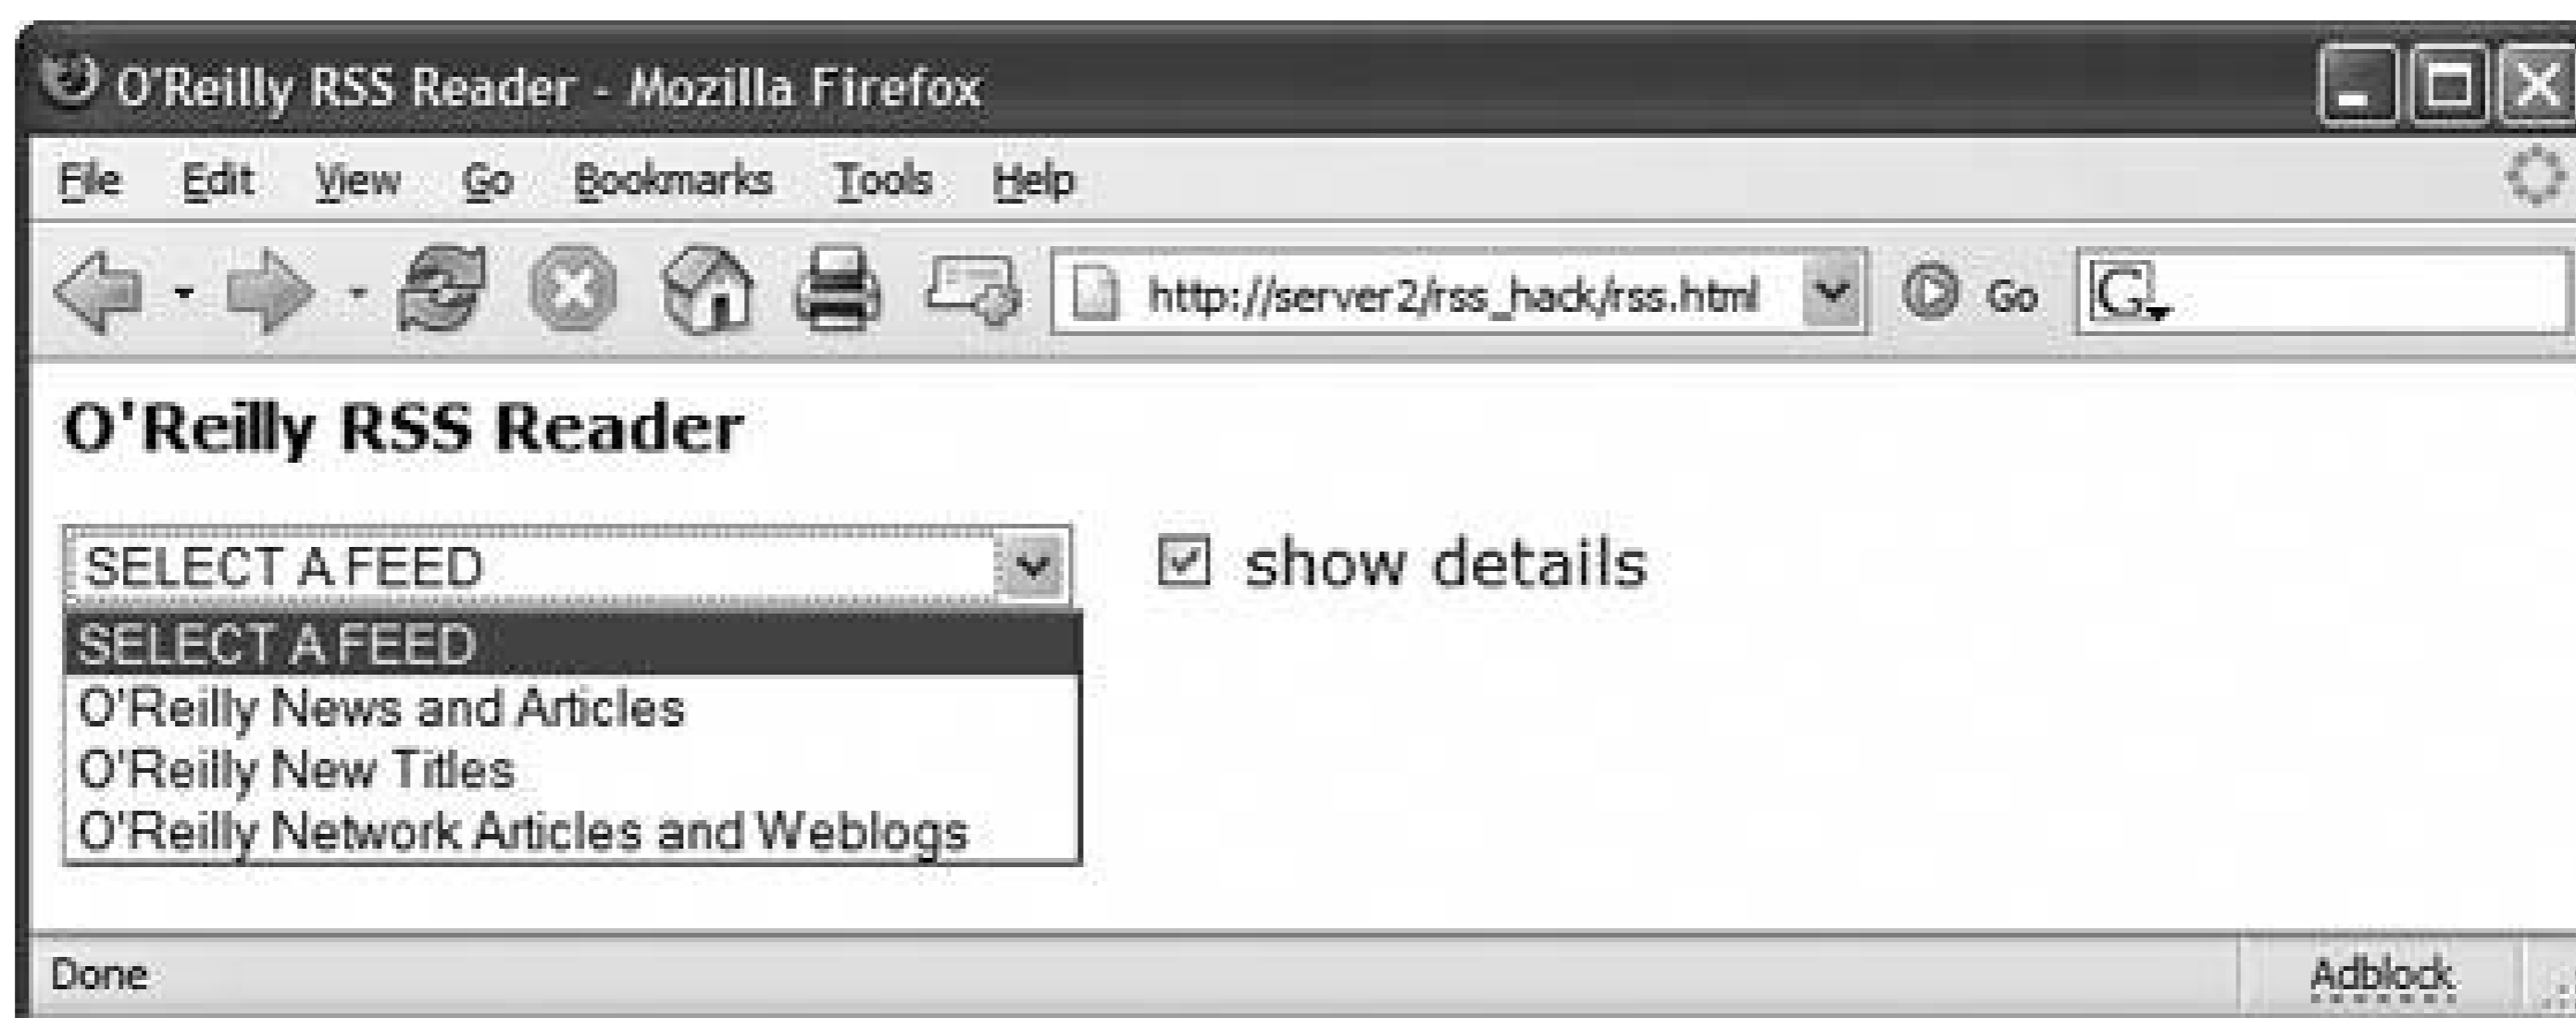 O'Reilly RSS Reader - Mozilla Firefox
File Edit View Go Bookmarks Tools Help
http://server2/rss_hack/rss.html Go G
O'Reilly RSS Reader
SELECT A FEED show details
SELECT A FEED
O'Reilly News and Articles
O'Reilly New Titles
O'Reilly Network Articles and Weblogs
Done Adblock